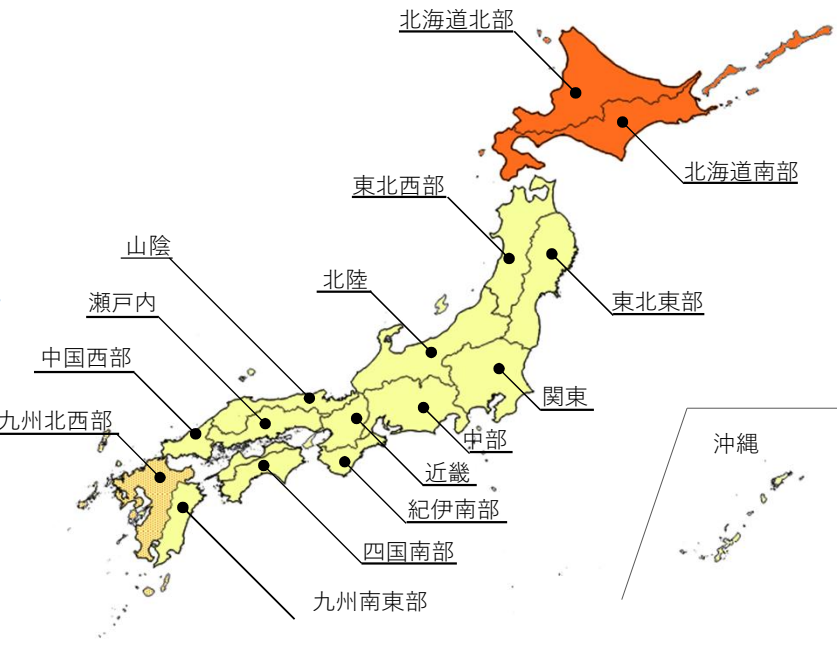 北海道北部
北海道南部
東北西部
山陰
北陸
瀬戸内
東北東部
中国西部
関東
九州北西部
中部
沖縄
近畿
紀伊南部
四国南部
九州南東部